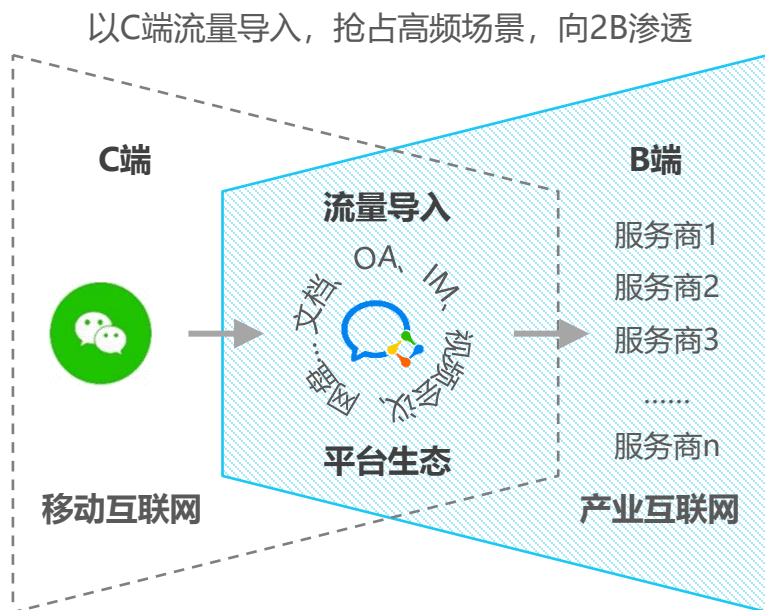 以C端流量导入，抢占高频场景，向2B渗透
C端
B端
流量导入
网盘...文档、OA、IM、视频会议、
平台生态
服务商1
服务商2
服务商3
......
服务商n
移动互联网
产业互联网